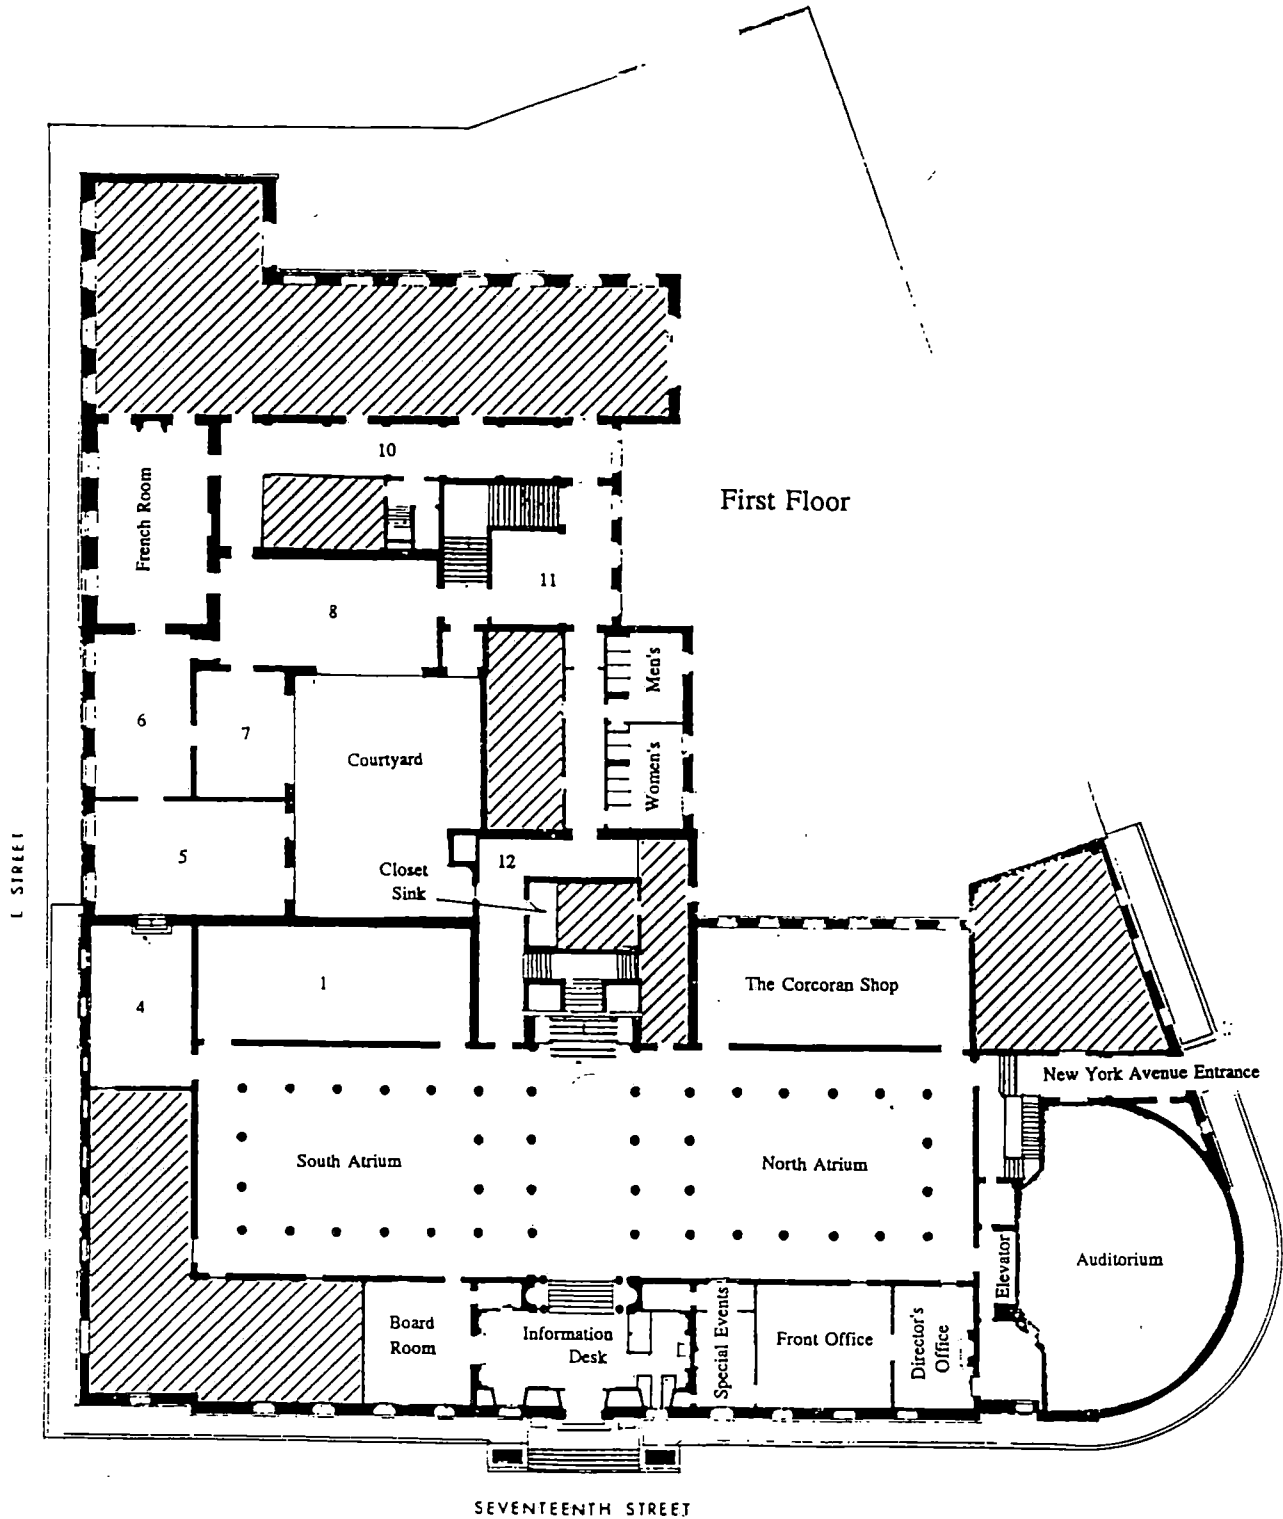 10
French Room
First Floor
11
8
Men's
6
7
Courtyard
Women's
L STREET
5
12
Closet
Sink
4
1
The Corcoran Shop
New York Avenue Entrance
South Atrium
North Atrium
Elevator
Auditorium
Board
Room
Information
Desk
Special Events
Front Office
Director's
Office
SEVENTEENTH STREET